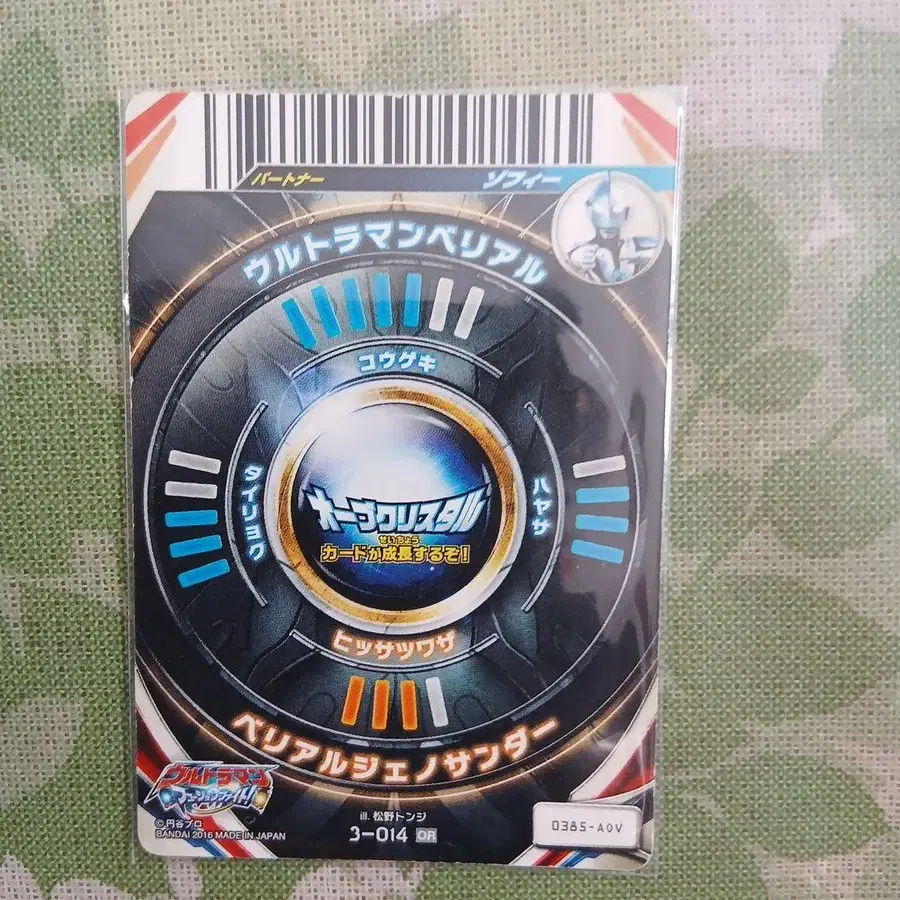 パートナー
ゾフィー
ウルトラマンベリアル
コウゲキ
タイリョク
ハヤサ
オーブクリスタル
せいちょう
カードが成長するぞ!
ヒッサツワザ
ベリアルジェノサンダー
ウルトラマン
フュージョンファイト!
©円谷プロ
BANDAI 2016 MADE IN JAPAN
ill. 松野トンジ
3-014 OR
0385-A0V